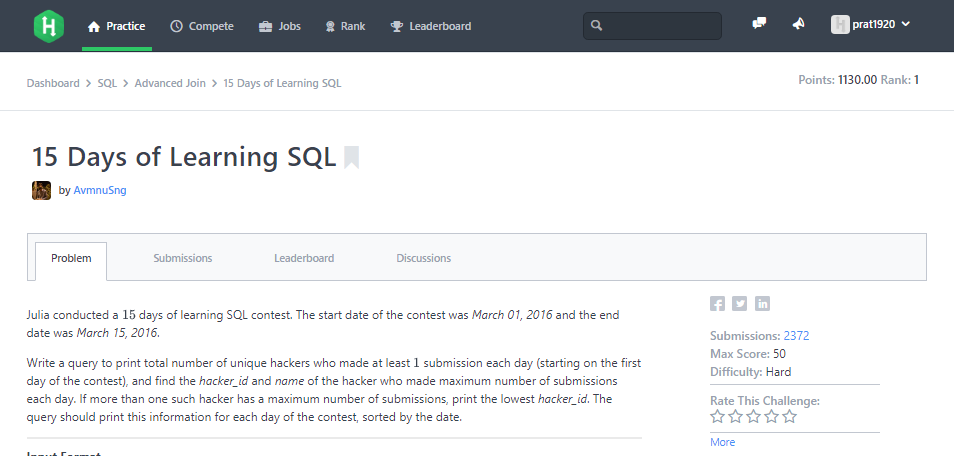 Practice
Compete
Jobs
Rank
Leaderboard
prat1920
Dashboard > SQL > Advanced Join > 15 Days of Learning SQL
Points: 1130.00 Rank: 1
15 Days of Learning SQL
by AvmnuSng
Problem
Submissions
Leaderboard
Discussions
Julia conducted a 15 days of learning SQL contest. The start date of the contest was March 01, 2016 and the end
date was March 15, 2016.
Write a query to print total number of unique hackers who made at least 1 submission each day (starting on the first
day of the contest), and find the hacker_id and name of the hacker who made maximum number of submissions
each day. If more than one such hacker has a maximum number of submissions, print the lowest hacker_id. The
query should print this information for each day of the contest, sorted by the date.
Input Format
Submissions: 2372
Max Score: 50
Difficulty: Hard
Rate This Challenge:
More